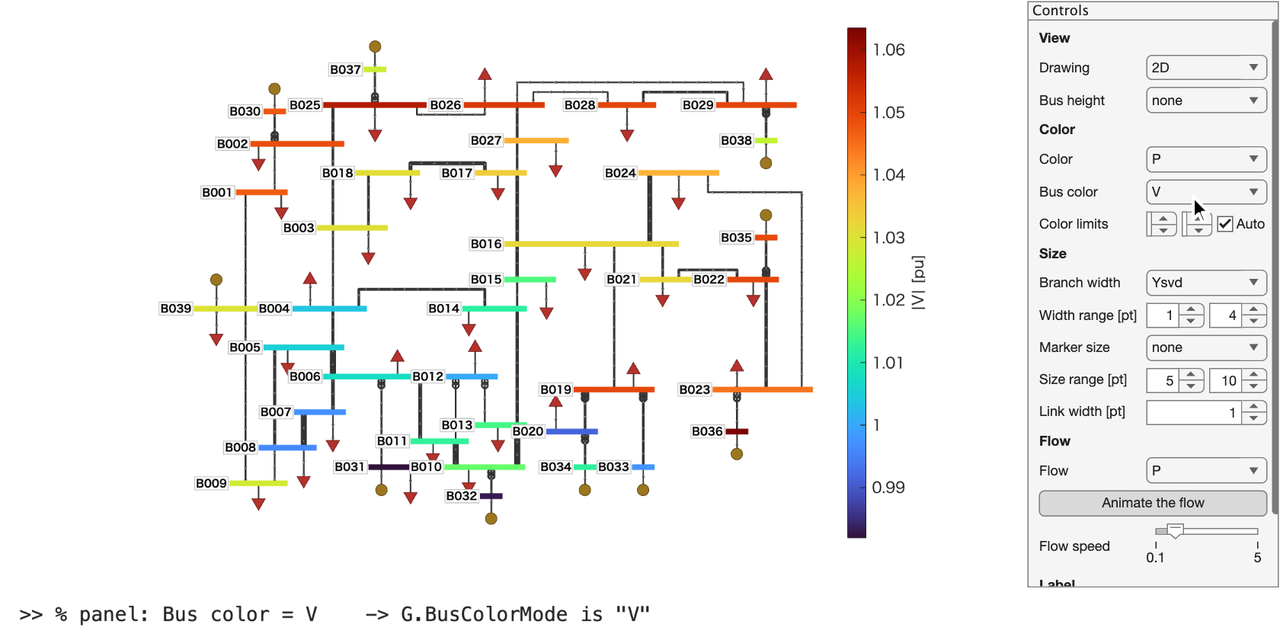 Controls
View
Drawing 2D
Bus height none
Color
Color P
Bus color V
Color limits Auto
Size
Branch width Ysvd
Width range [pt] 1 4
Marker size none
Size range [pt] 5 10
Link width [pt] 1
Flow
Flow P
Animate the flow
Flow speed
0.1 5
Label
B037
B025 B026 B028 B029
B030
B002
B027
B038
B018 B017 B024
B001
B003
B016
B035
B015
B021 B022
B039 B004 B014
B005
B006 B012
B019 B023
B007
B013 B020
B036
B008
B011
B031 B010 B034 B033
B009
B032
1.06
1.05
1.04
1.03
1.02
1.01
1
0.99
|V| [pu]
>> % panel: Bus color = V -> G.BusColorMode is "V"